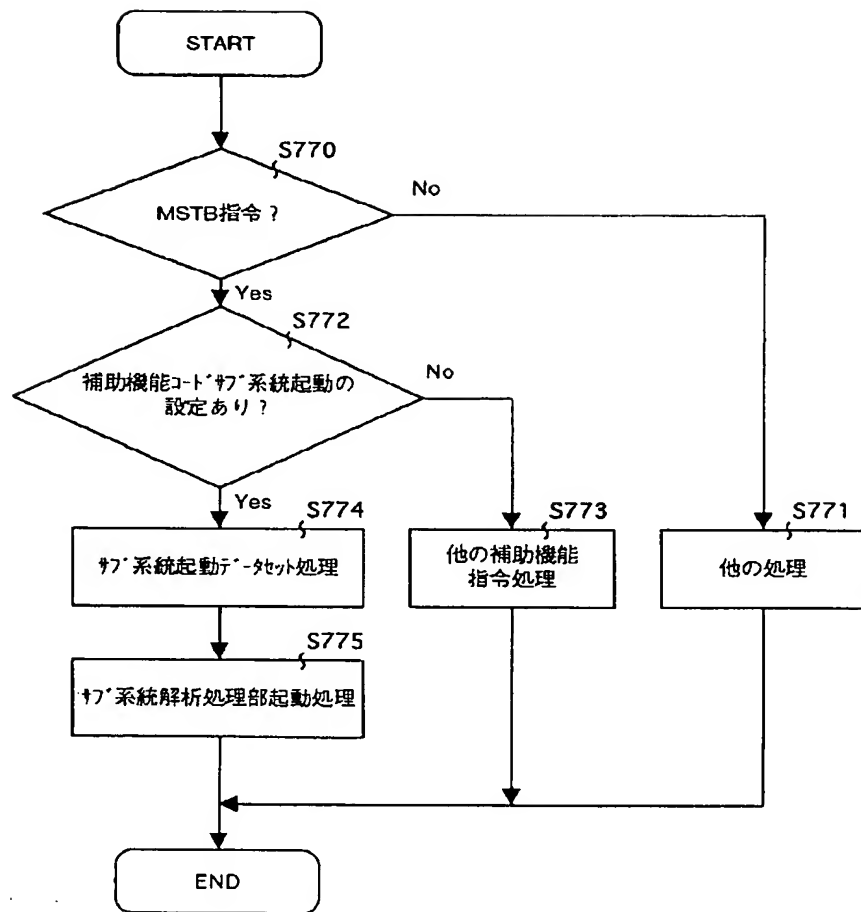 START
S770
MSTB指令?
No
Yes
S772
補助機能コードサブ系統起動の
設定あり?
No
Yes
S774
サブ系統起動データセット処理
S773
他の補助機能
指令処理
S771
他の処理
S775
サブ系統解析処理部起動処理
END